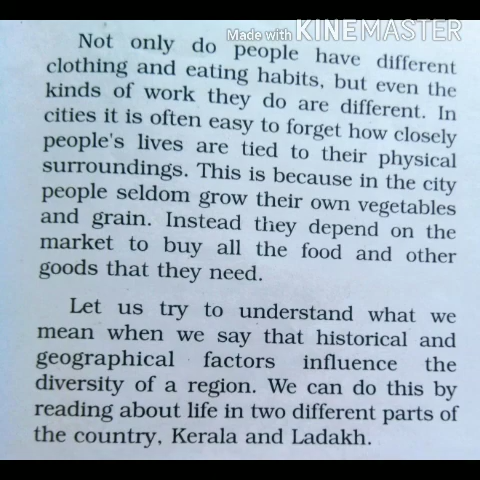 Made with KINEMASTER
Not only do people have different
clothing and eating habits, but even the
kinds of work they do are different. In
cities it is often easy to forget how closely
people's lives are tied to their physical
surroundings. This is because in the city
people seldom grow their own vegetables
and grain. Instead they depend on the
market to buy all the food and other
goods that they need.
Let us try to understand what we
mean when we say that historical and
geographical factors influence the
diversity of a region. We can do this by
reading about life in two different parts of
the country, Kerala and Ladakh.